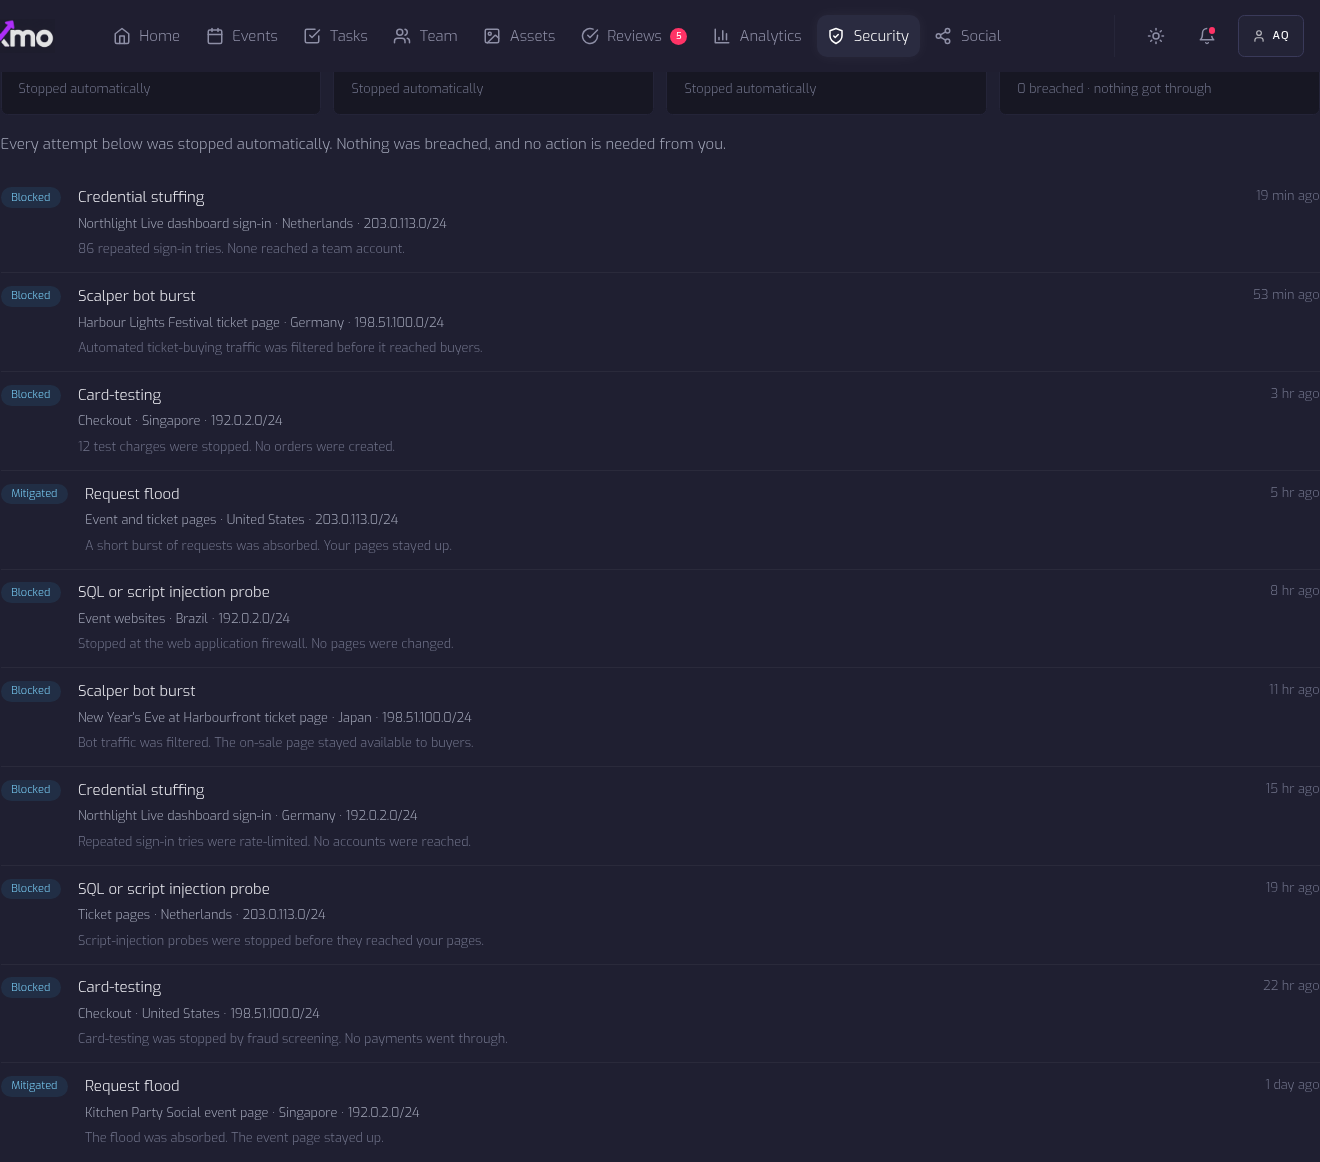 xmo
Home
Events
Tasks
Team
Assets
Reviews 5
Analytics
Security
Social
AQ
Stopped automatically
Stopped automatically
Stopped automatically
0 breached · nothing got through
Every attempt below was stopped automatically. Nothing was breached, and no action is needed from you.
Blocked
Credential stuffing
19 min ago
Northlight Live dashboard sign-in · Netherlands · 203.0.113.0/24
86 repeated sign-in tries. None reached a team account.
Blocked
Scalper bot burst
53 min ago
Harbour Lights Festival ticket page · Germany · 198.51.100.0/24
Automated ticket-buying traffic was filtered before it reached buyers.
Blocked
Card-testing
3 hr ago
Checkout · Singapore · 192.0.2.0/24
12 test charges were stopped. No orders were created.
Mitigated
Request flood
5 hr ago
Event and ticket pages · United States · 203.0.113.0/24
A short burst of requests was absorbed. Your pages stayed up.
Blocked
SQL or script injection probe
8 hr ago
Event websites · Brazil · 192.0.2.0/24
Stopped at the web application firewall. No pages were changed.
Blocked
Scalper bot burst
11 hr ago
New Year's Eve at Harbourfront ticket page · Japan · 198.51.100.0/24
Bot traffic was filtered. The on-sale page stayed available to buyers.
Blocked
Credential stuffing
15 hr ago
Northlight Live dashboard sign-in · Germany · 192.0.2.0/24
Repeated sign-in tries were rate-limited. No accounts were reached.
Blocked
SQL or script injection probe
19 hr ago
Ticket pages · Netherlands · 203.0.113.0/24
Script-injection probes were stopped before they reached your pages.
Blocked
Card-testing
22 hr ago
Checkout · United States · 198.51.100.0/24
Card-testing was stopped by fraud screening. No payments went through.
Mitigated
Request flood
1 day ago
Kitchen Party Social event page · Singapore · 192.0.2.0/24
The flood was absorbed. The event page stayed up.